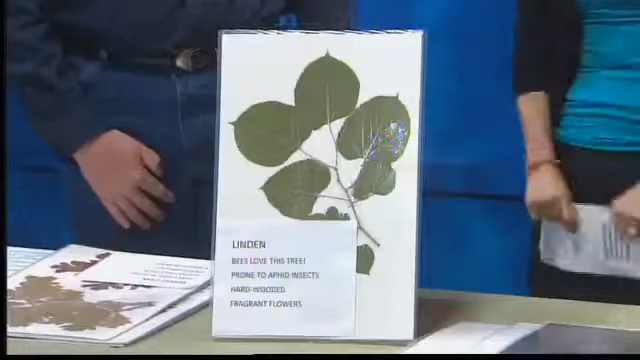 LINDEN
BEES LOVE THIS TREE!
PRONE TO APHID INSECTS
HARD-WOODED
FRAGRANT FLOWERS